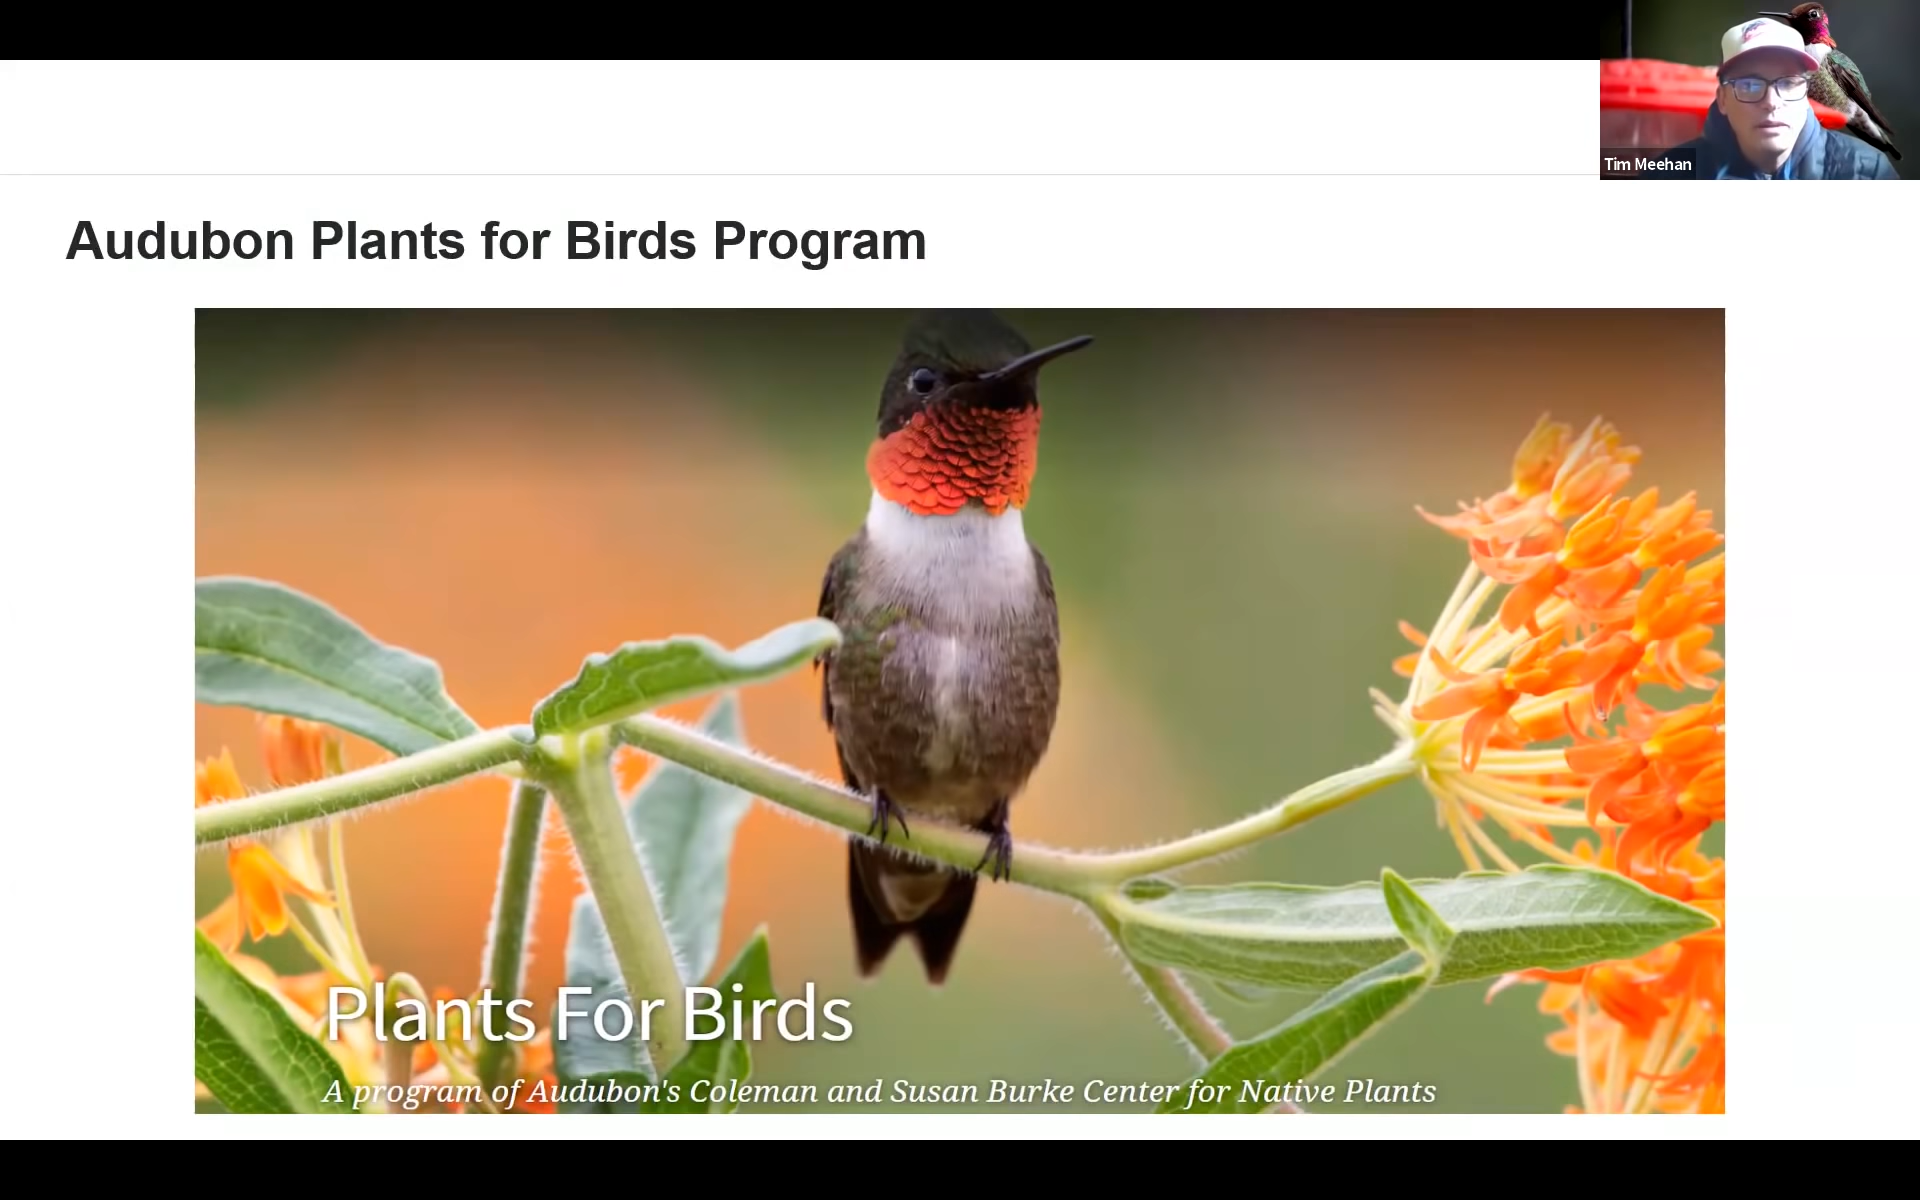 Tim Meehan
Audubon Plants for Birds Program
Plants For Birds
A program of Audubon's Coleman and Susan Burke Center for Native Plants